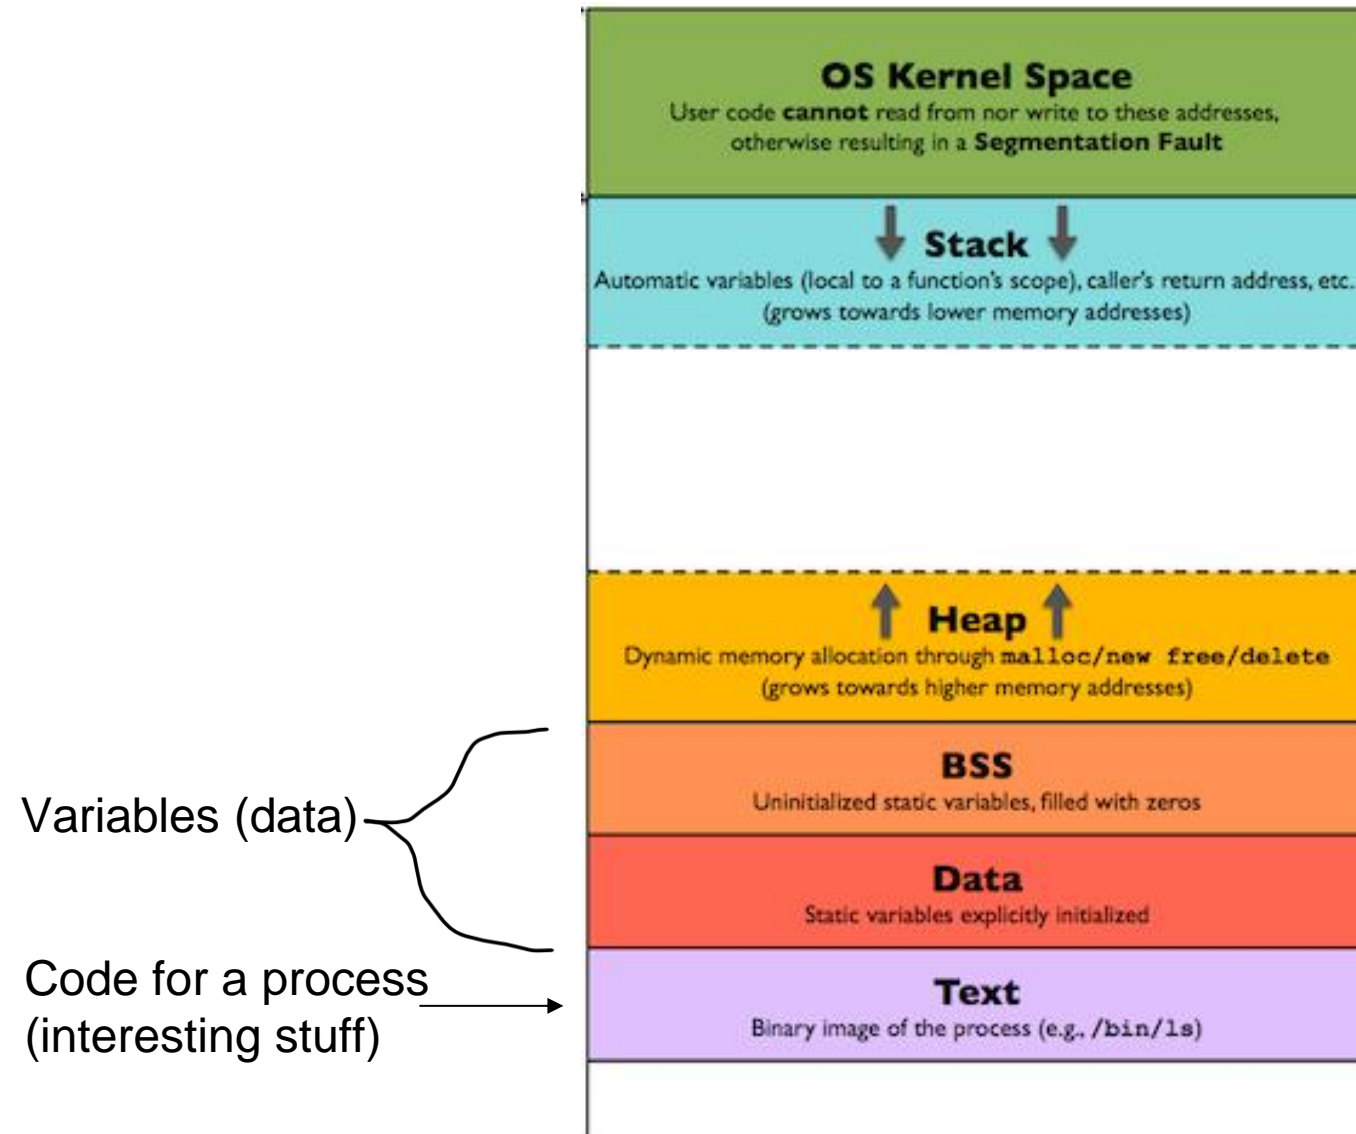 OS Kernel Space
User code cannot read from nor write to these addresses,
otherwise resulting in a Segmentation Fault
Stack
Automatic variables (local to a function's scope), caller's return address, etc.
(grows towards lower memory addresses)
Heap
Dynamic memory allocation through malloc/new free/delete
(grows towards higher memory addresses)
BSS
Uninitialized static variables, filled with zeros
Variables (data)
Data
Static variables explicitly initialized
Code for a process
(interesting stuff)
Text
Binary image of the process (e.g., /bin/ls)